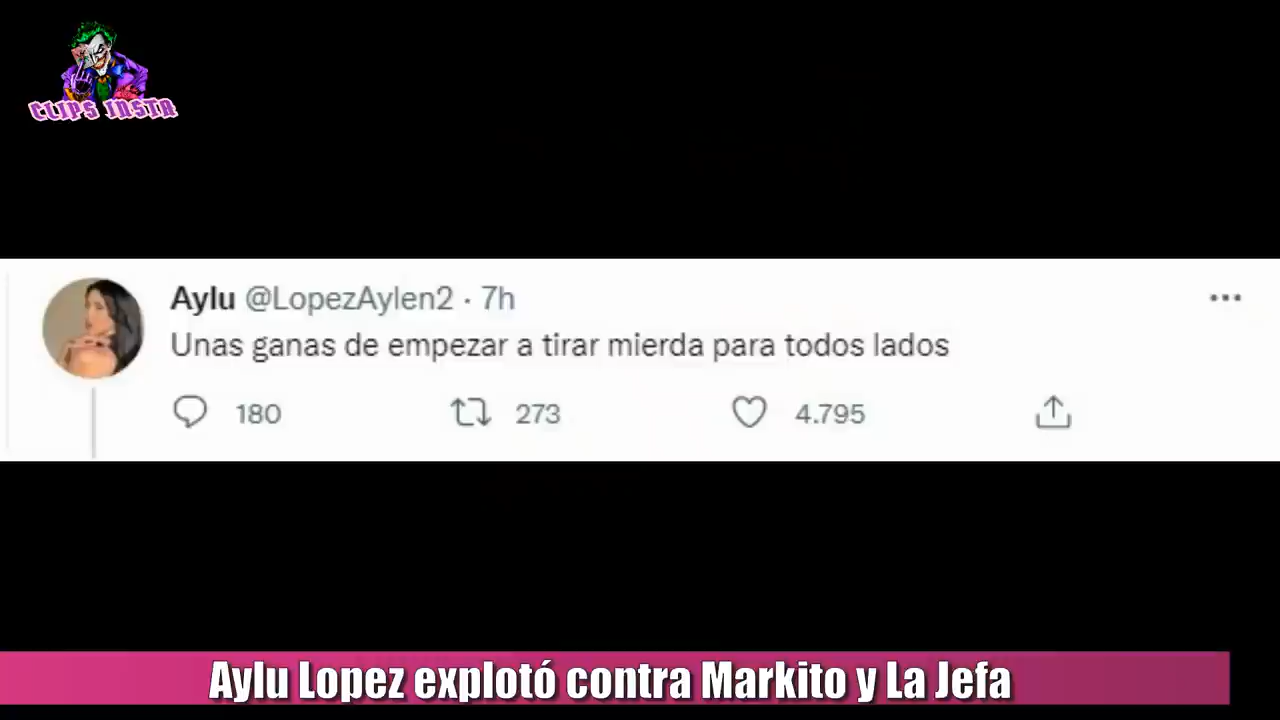 CLIPS INSTA
Aylu @LopezAylen2 · 7h
Unas ganas de empezar a tirar mierda para todos lados
180 273 4.795
Aylu Lopez explotó contra Markito y La Jefa